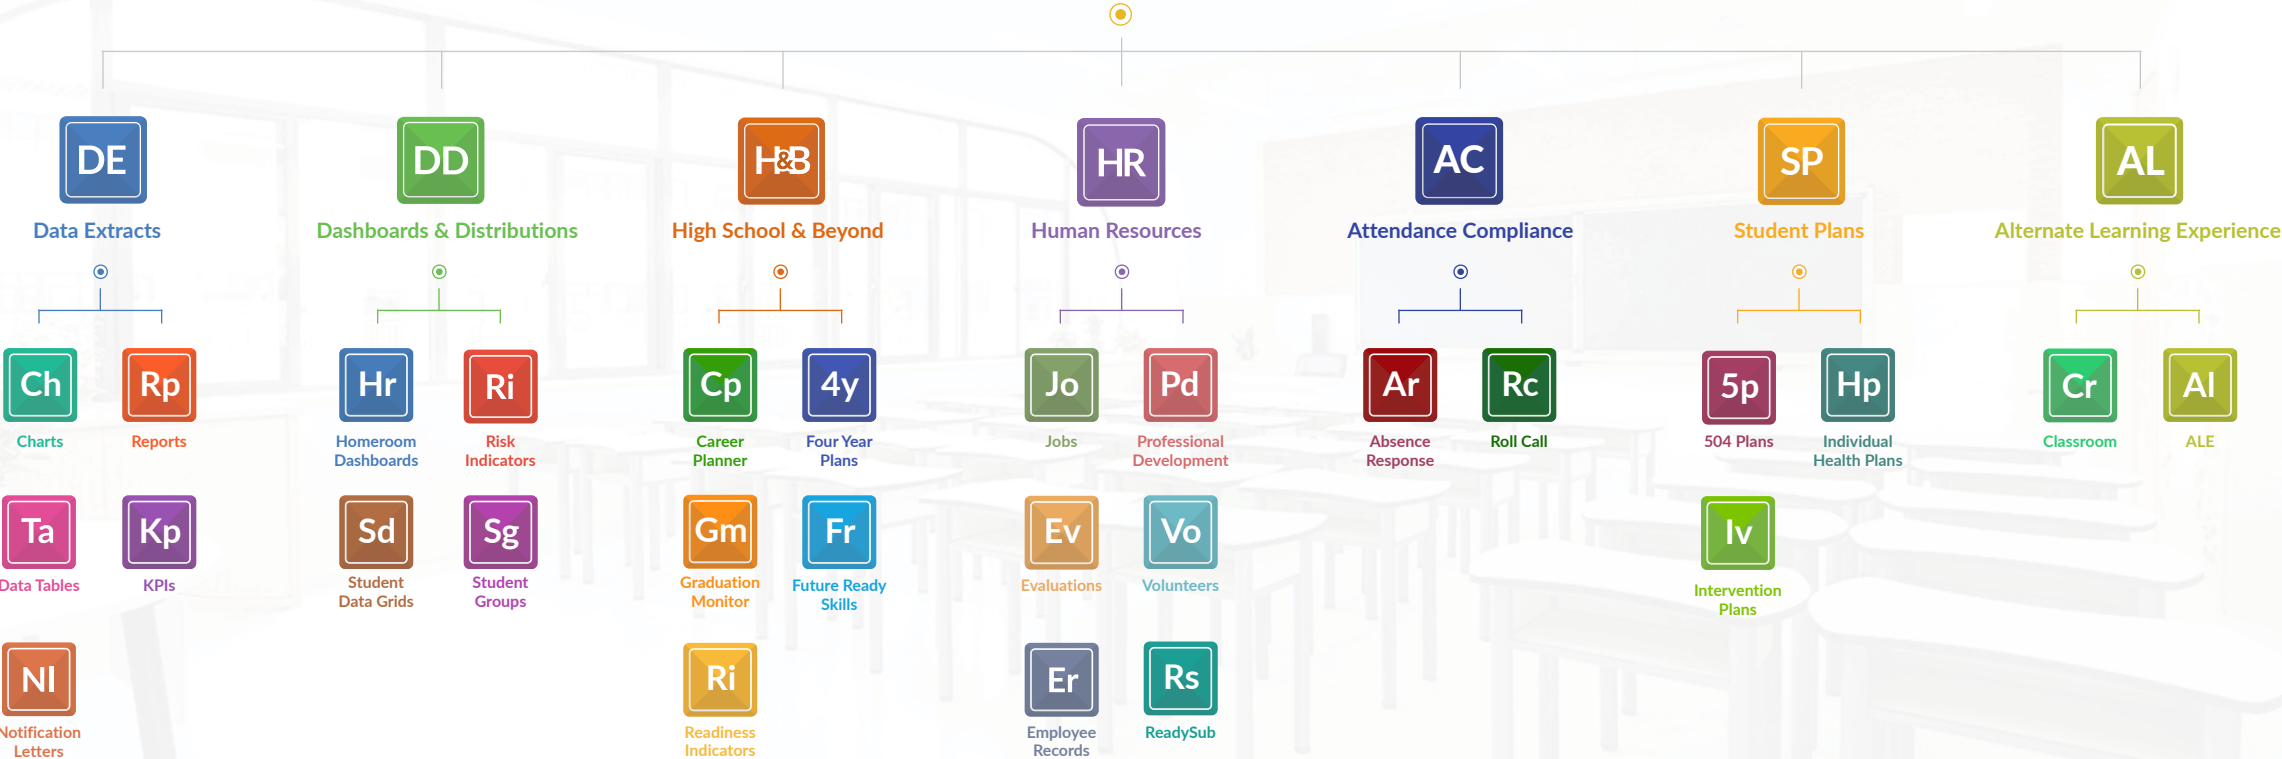 DE
DD
H&B
HR
AC
SP
AL
Data Extracts
Dashboards & Distributions
High School & Beyond
Human Resources
Attendance Compliance
Student Plans
Alternate Learning Experience
Ch
Rp
Hr
Ri
Cp
4y
Jo
Pd
Ar
Rc
5p
Hp
Cr
Al
Charts
Reports
Homeroom
Dashboards
Risk
Indicators
Career
Planner
Four Year
Plans
Jobs
Professional
Development
Absence
Response
Roll Call
504 Plans
Individual
Health Plans
Classroom
ALE
Ta
Kp
Sd
Sg
Gm
Fr
Ev
Vo
Iv
Data Tables
KPIs
Student
Data Grids
Student
Groups
Graduation
Monitor
Future Ready
Skills
Evaluations
Volunteers
Intervention
Plans
Nl
Ri
Er
Rs
Notification
Letters
Readiness
Indicators
Employee
Records
ReadySub